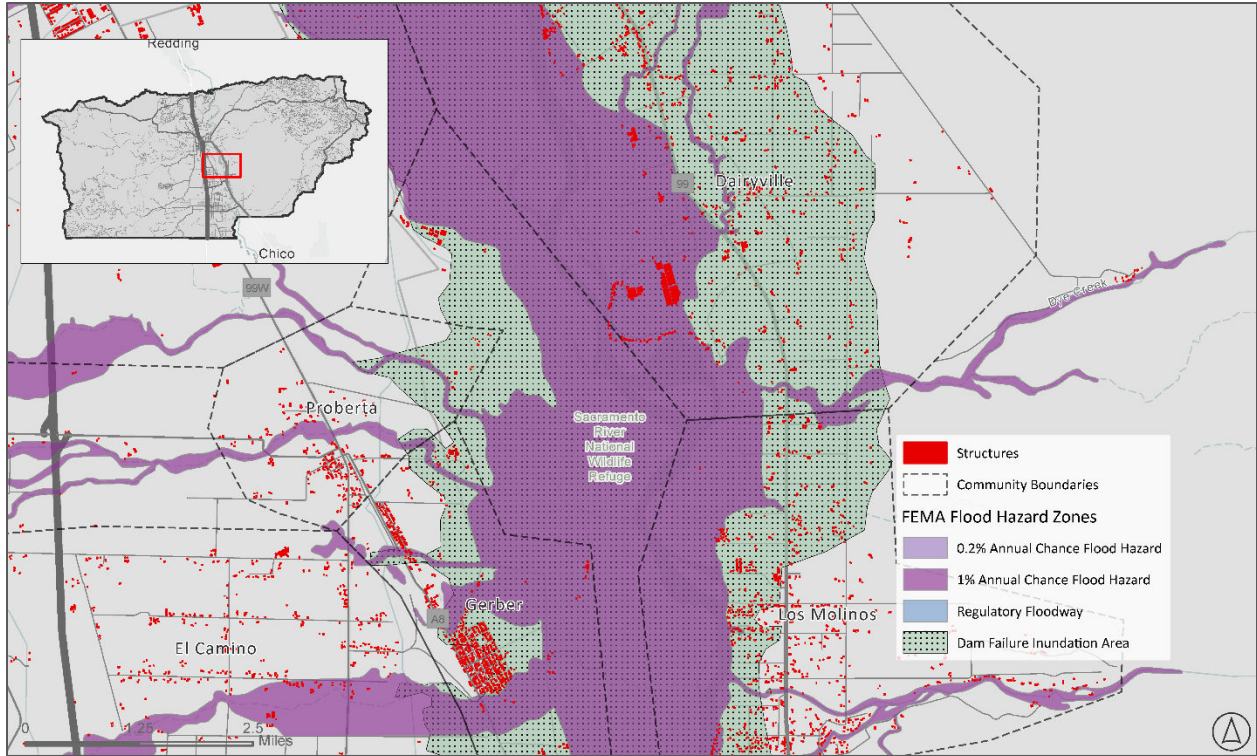 Redding
Chico
99W
99
Dairyville
Dye Creek
Proberta
Sacramento
River
National
Wildlife
Refuge
Gerber
A8
El Camino
Los Molinos
Structures
Community Boundaries
FEMA Flood Hazard Zones
0.2% Annual Chance Flood Hazard
1% Annual Chance Flood Hazard
Regulatory Floodway
Dam Failure Inundation Area
0 1.25 2.5
Miles